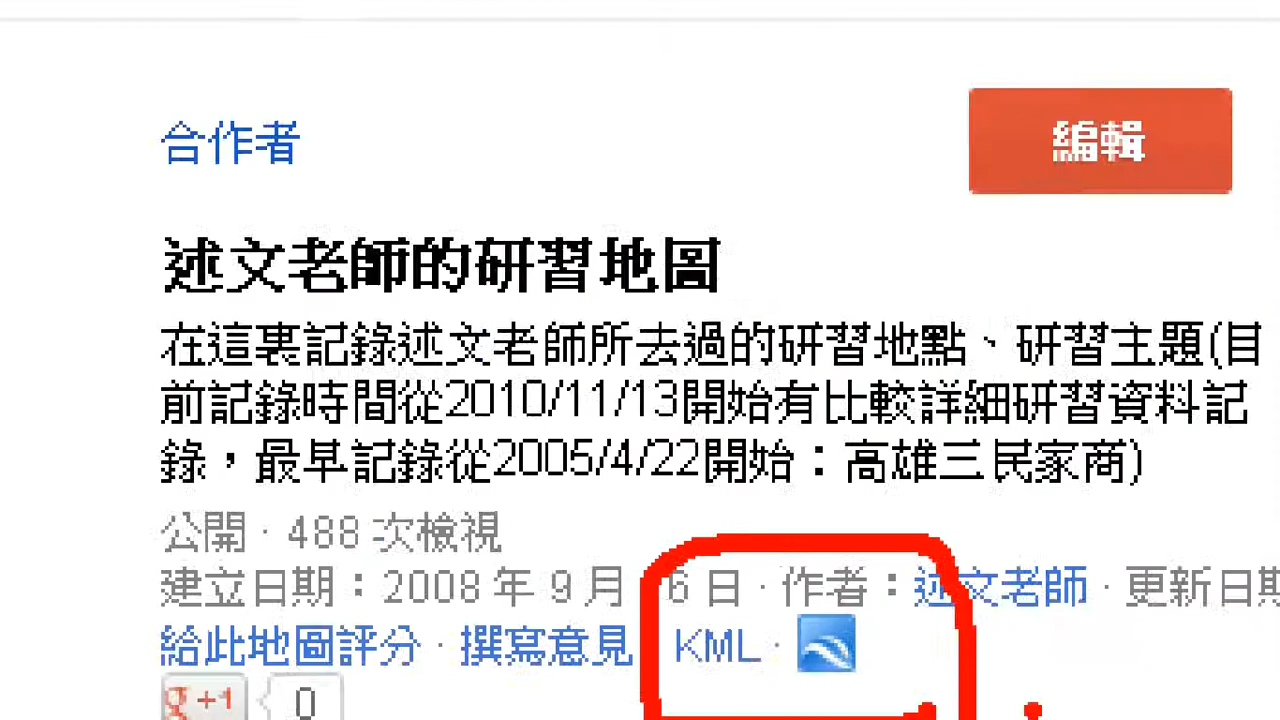 合作者
編輯
述文老師的研習地圖
在這裏記錄述文老師所去過的研習地點、研習主題(目
前記錄時間從2010/11/13開始有比較詳細研習資料記
錄，最早記錄從2005/4/22開始：高雄三民家商)
公開 · 488 次檢視
建立日期：2008 年 9 月 6 日 · 作者：述文老師 · 更新日期
給此地圖評分 · 撰寫意見 KML ·
g +1 0